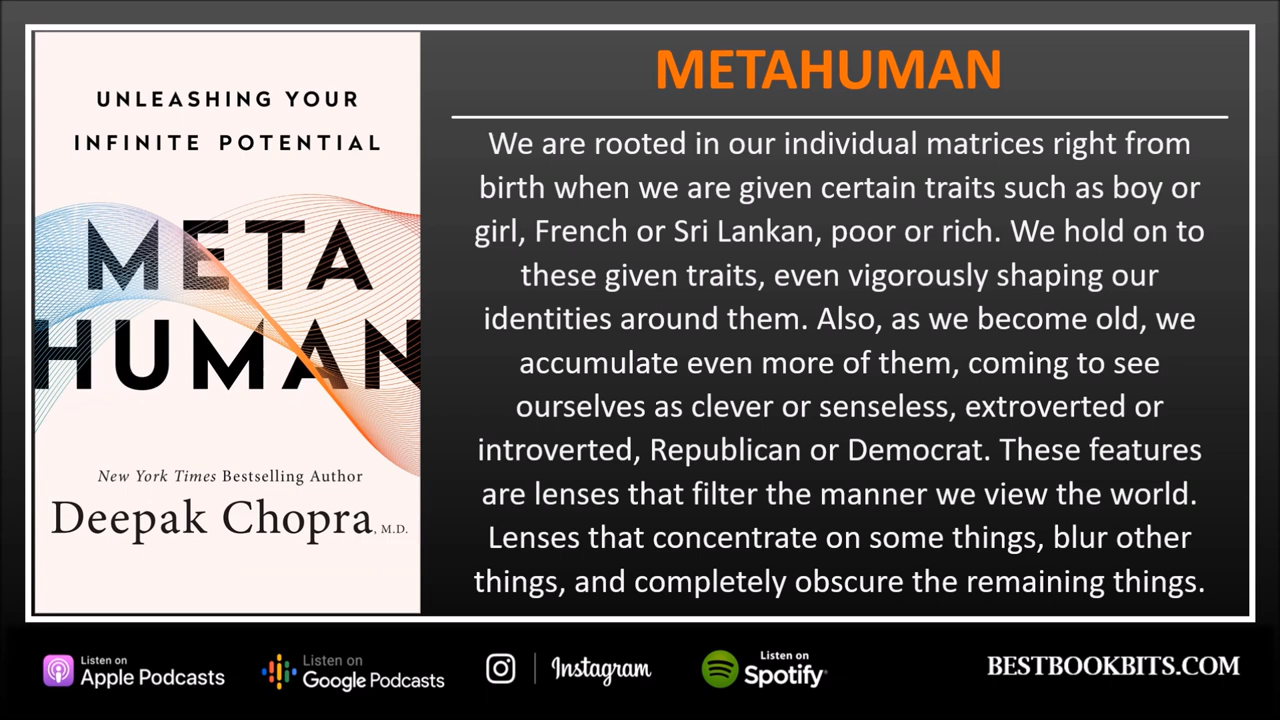 UNLEASHING YOUR
INFINITE POTENTIAL
META
HUMAN
New York Times Bestselling Author
Deepak Chopra, M.D.
METAHUMAN
We are rooted in our individual matrices right from
birth when we are given certain traits such as boy or
girl, French or Sri Lankan, poor or rich. We hold on to
these given traits, even vigorously shaping our
identities around them. Also, as we become old, we
accumulate even more of them, coming to see
ourselves as clever or senseless, extroverted or
introverted, Republican or Democrat. These features
are lenses that filter the manner we view the world.
Lenses that concentrate on some things, blur other
things, and completely obscure the remaining things.
Listen on
Apple Podcasts
Listen on
Google Podcasts
Instagram
Listen on
Spotify
BESTBOOKBITS.COM